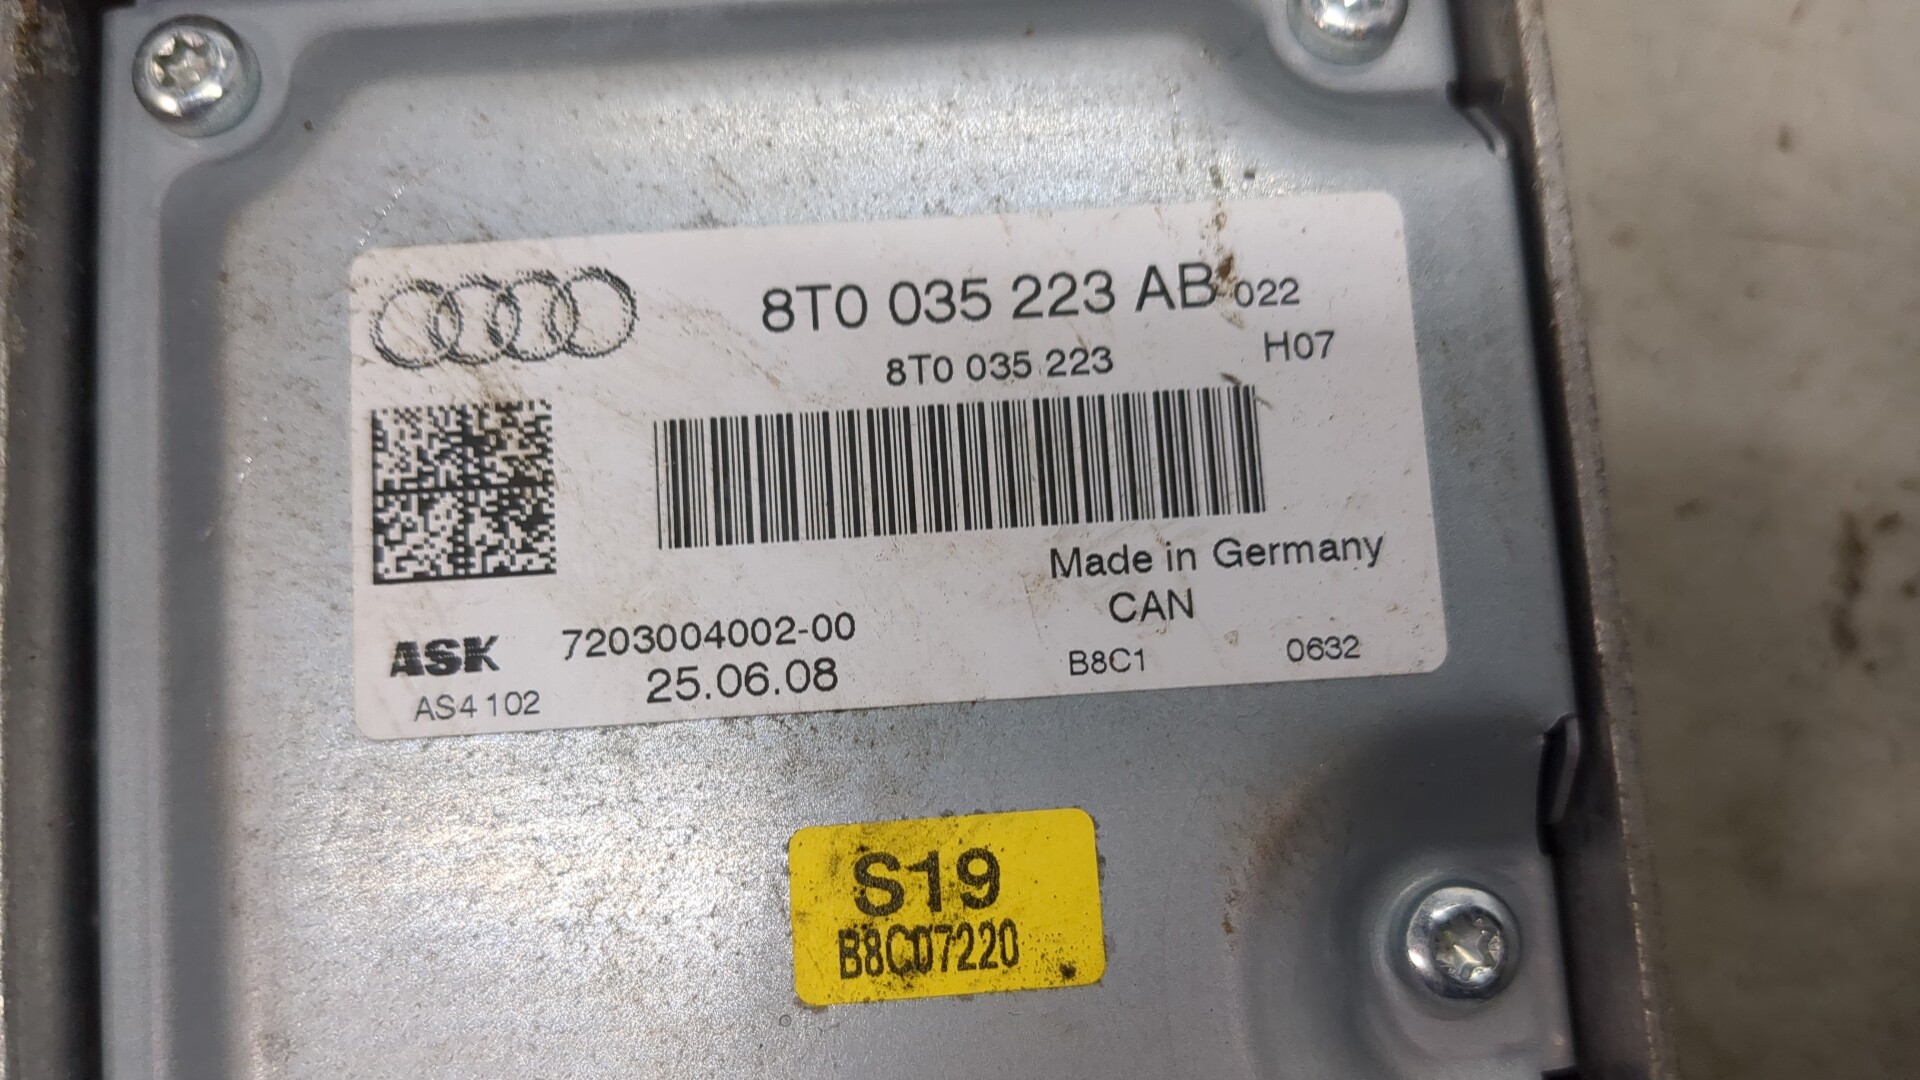 8T0 035 223 AB 022
8T0 035 223 H07
Made in Germany
CAN
ASK 7203004002-00
AS4 102 25.06.08 B8C1 0632
S19
B8C07220